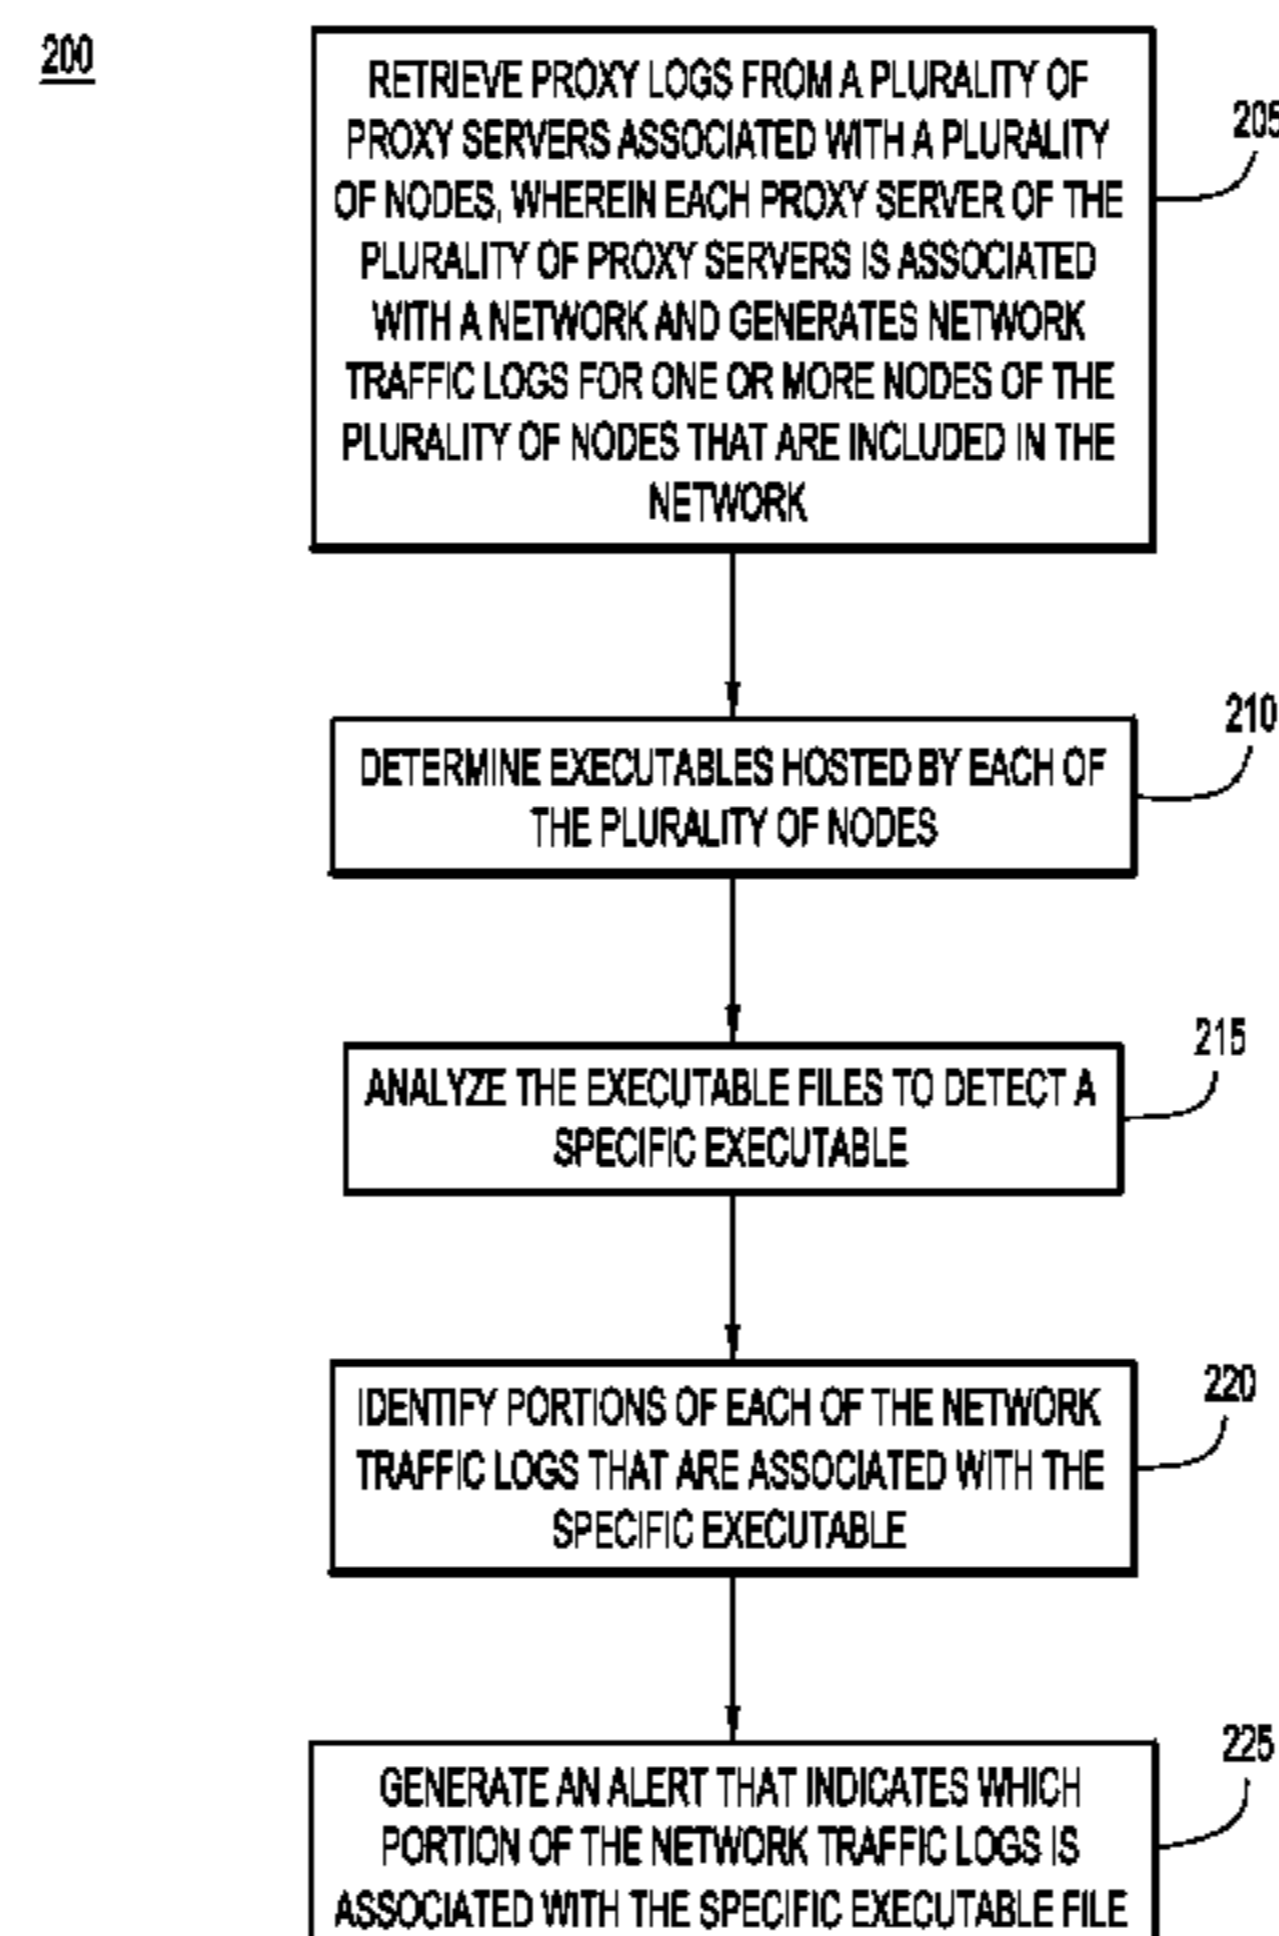 200
RETRIEVE PROXY LOGS FROM A PLURALITY OF
PROXY SERVERS ASSOCIATED WITH A PLURALITY
OF NODES, WHEREIN EACH PROXY SERVER OF THE
PLURALITY OF PROXY SERVERS IS ASSOCIATED
WITH A NETWORK AND GENERATES NETWORK
TRAFFIC LOGS FOR ONE OR MORE NODES OF THE
PLURALITY OF NODES THAT ARE INCLUDED IN THE
NETWORK
205
DETERMINE EXECUTABLES HOSTED BY EACH OF
THE PLURALITY OF NODES
210
ANALYZE THE EXECUTABLE FILES TO DETECT A
SPECIFIC EXECUTABLE
215
IDENTIFY PORTIONS OF EACH OF THE NETWORK
TRAFFIC LOGS THAT ARE ASSOCIATED WITH THE
SPECIFIC EXECUTABLE
220
GENERATE AN ALERT THAT INDICATES WHICH
PORTION OF THE NETWORK TRAFFIC LOGS IS
ASSOCIATED WITH THE SPECIFIC EXECUTABLE FILE
225